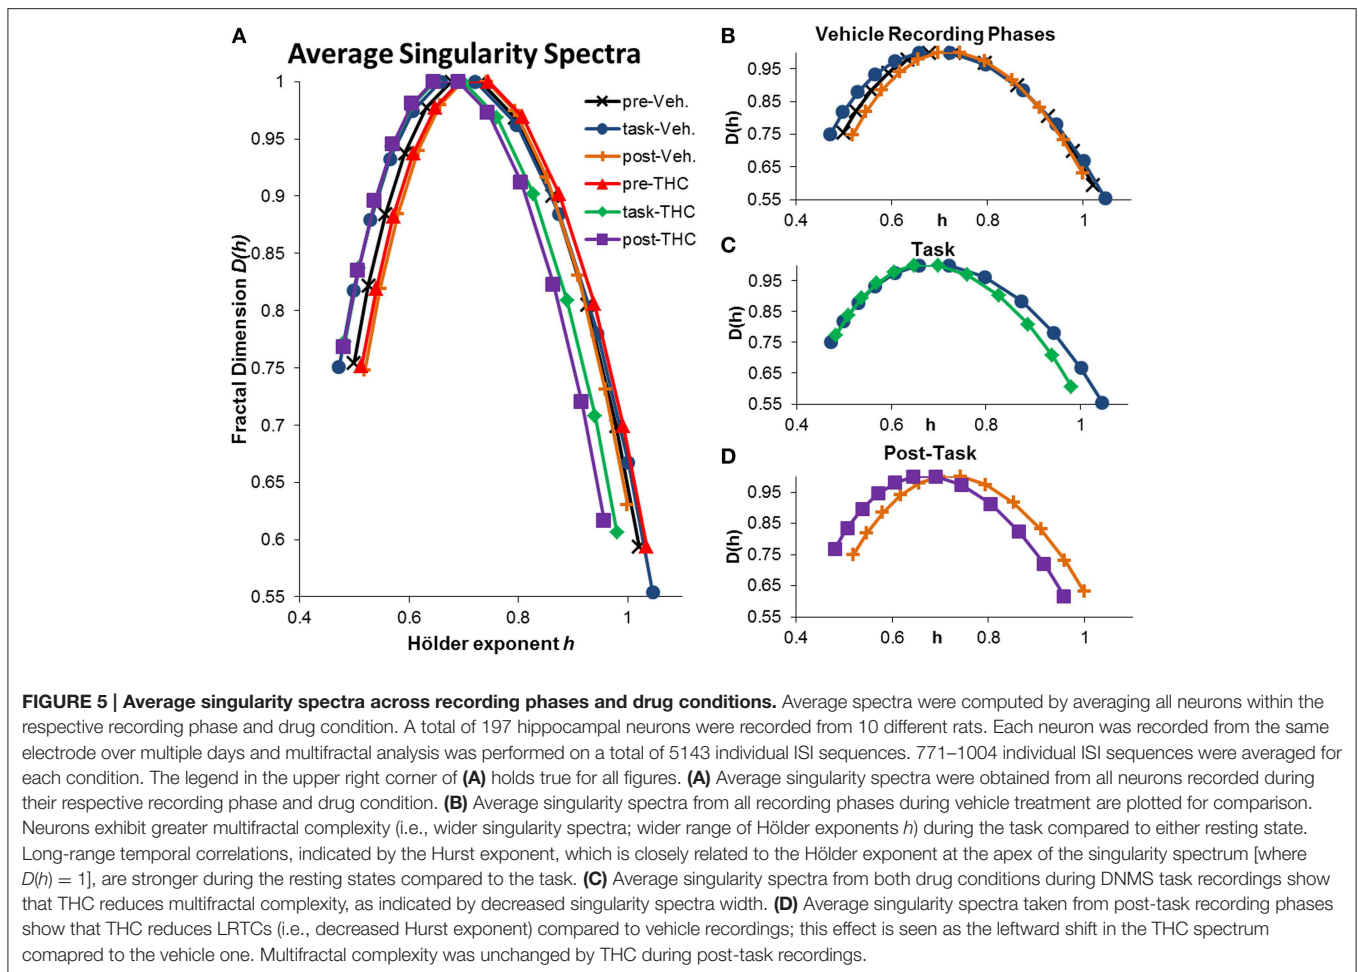 A
Average Singularity Spectra
1
0.95
0.9
0.85
0.8
0.75
0.7
0.65
0.6
0.55
Fractal Dimension D(h)
0.4
0.6
0.8
1
Hölder exponent h
pre-Veh.
task-Veh.
post-Veh.
pre-THC
task-THC
post-THC
B
Vehicle Recording Phases
0.95
0.85
0.75
0.65
0.55
D(h)
0.4
0.6
h
0.8
1
C
Task
0.95
0.85
0.75
0.65
0.55
D(h)
0.4
0.6
h
0.8
1
D
Post-Task
0.95
0.85
0.75
0.65
0.55
D(h)
0.4
0.6
h
0.8
1
FIGURE 5 | Average singularity spectra across recording phases and drug conditions. Average spectra were computed by averaging all neurons within the
respective recording phase and drug condition. A total of 197 hippocampal neurons were recorded from 10 different rats. Each neuron was recorded from the same
electrode over multiple days and multifractal analysis was performed on a total of 5143 individual ISI sequences. 771–1004 individual ISI sequences were averaged for
each condition. The legend in the upper right corner of (A) holds true for all figures. (A) Average singularity spectra were obtained from all neurons recorded during
their respective recording phase and drug condition. (B) Average singularity spectra from all recording phases during vehicle treatment are plotted for comparison.
Neurons exhibit greater multifractal complexity (i.e., wider singularity spectra; wider range of Hölder exponents h) during the task compared to either resting state.
Long-range temporal correlations, indicated by the Hurst exponent, which is closely related to the Hölder exponent at the apex of the singularity spectrum [where
D(h) = 1], are stronger during the resting states compared to the task. (C) Average singularity spectra from both drug conditions during DNMS task recordings show
that THC reduces multifractal complexity, as indicated by decreased singularity spectra width. (D) Average singularity spectra taken from post-task recording phases
show that THC reduces LRTCs (i.e., decreased Hurst exponent) compared to vehicle recordings; this effect is seen as the leftward shift in the THC spectrum
comapred to the vehicle one. Multifractal complexity was unchanged by THC during post-task recordings.